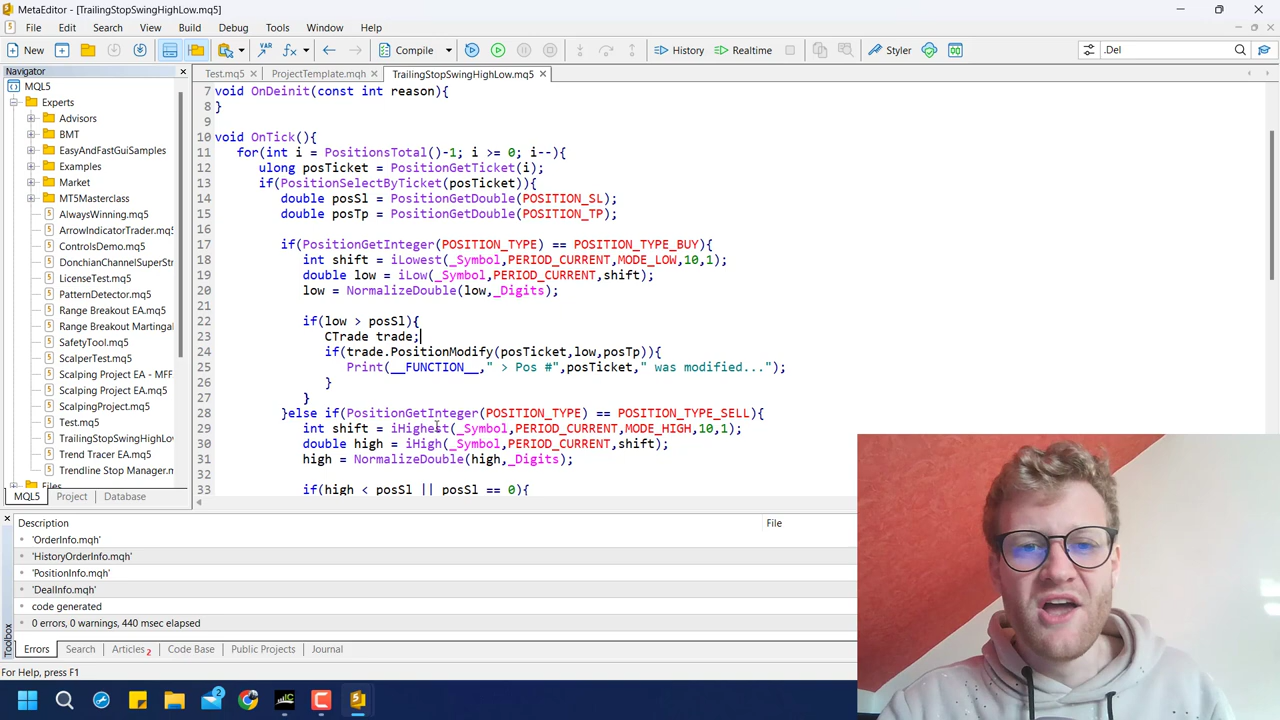 MetaEditor - [TrailingStopSwingHighLow.mq5]
File Edit Search View Build Debug Tools Window Help
New Compile History Realtime Styler .Del
Navigator
Test.mq5 ProjectTemplate.mqh TrailingStopSwingHighLow.mq5
MQL5
Experts
Advisors
BMT
EasyAndFastGuiSamples
Examples
Market
MT5Masterclass
AlwaysWinning.mq5
ArrowIndicatorTrader.mq5
ControlsDemo.mq5
DonchianChannelSuperStr
LicenseTest.mq5
PatternDetector.mq5
Range Breakout EA.mq5
Range Breakout Martingal
SafetyTool.mq5
ScalperTest.mq5
Scalping Project EA - MFF
Scalping Project EA.mq5
ScalpingProject.mq5
Test.mq5
TrailingStopSwingHighLow
Trend Tracer EA.mq5
Trendline Stop Manager.m
Files
MQL5 Project Database
7 void OnDeinit(const int reason){
8 }
9
10 void OnTick(){
11 for(int i = PositionsTotal()-1; i >= 0; i--){
12 ulong posTicket = PositionGetTicket(i);
13 if(PositionSelectByTicket(posTicket)){
14 double posSl = PositionGetDouble(POSITION_SL);
15 double posTp = PositionGetDouble(POSITION_TP);
16
17 if(PositionGetInteger(POSITION_TYPE) == POSITION_TYPE_BUY){
18 int shift = iLowest(_Symbol,PERIOD_CURRENT,MODE_LOW,10,1);
19 double low = iLow(_Symbol,PERIOD_CURRENT,shift);
20 low = NormalizeDouble(low,_Digits);
21
22 if(low > posSl){
23 CTrade trade;
24 if(trade.PositionModify(posTicket,low,posTp)){
25 Print(__FUNCTION__," > Pos #",posTicket," was modified...");
26 }
27 }
28 }else if(PositionGetInteger(POSITION_TYPE) == POSITION_TYPE_SELL){
29 int shift = iHighest(_Symbol,PERIOD_CURRENT,MODE_HIGH,10,1);
30 double high = iHigh(_Symbol,PERIOD_CURRENT,shift);
31 high = NormalizeDouble(high,_Digits);
32
33 if(high < posSl || posSl == 0){
Description File
'OrderInfo.mqh'
'HistoryOrderInfo.mqh'
'PositionInfo.mqh'
'DealInfo.mqh'
code generated
0 errors, 0 warnings, 440 msec elapsed
Toolbox
Errors Search Articles 2 Code Base Public Projects Journal
For Help, press F1
2